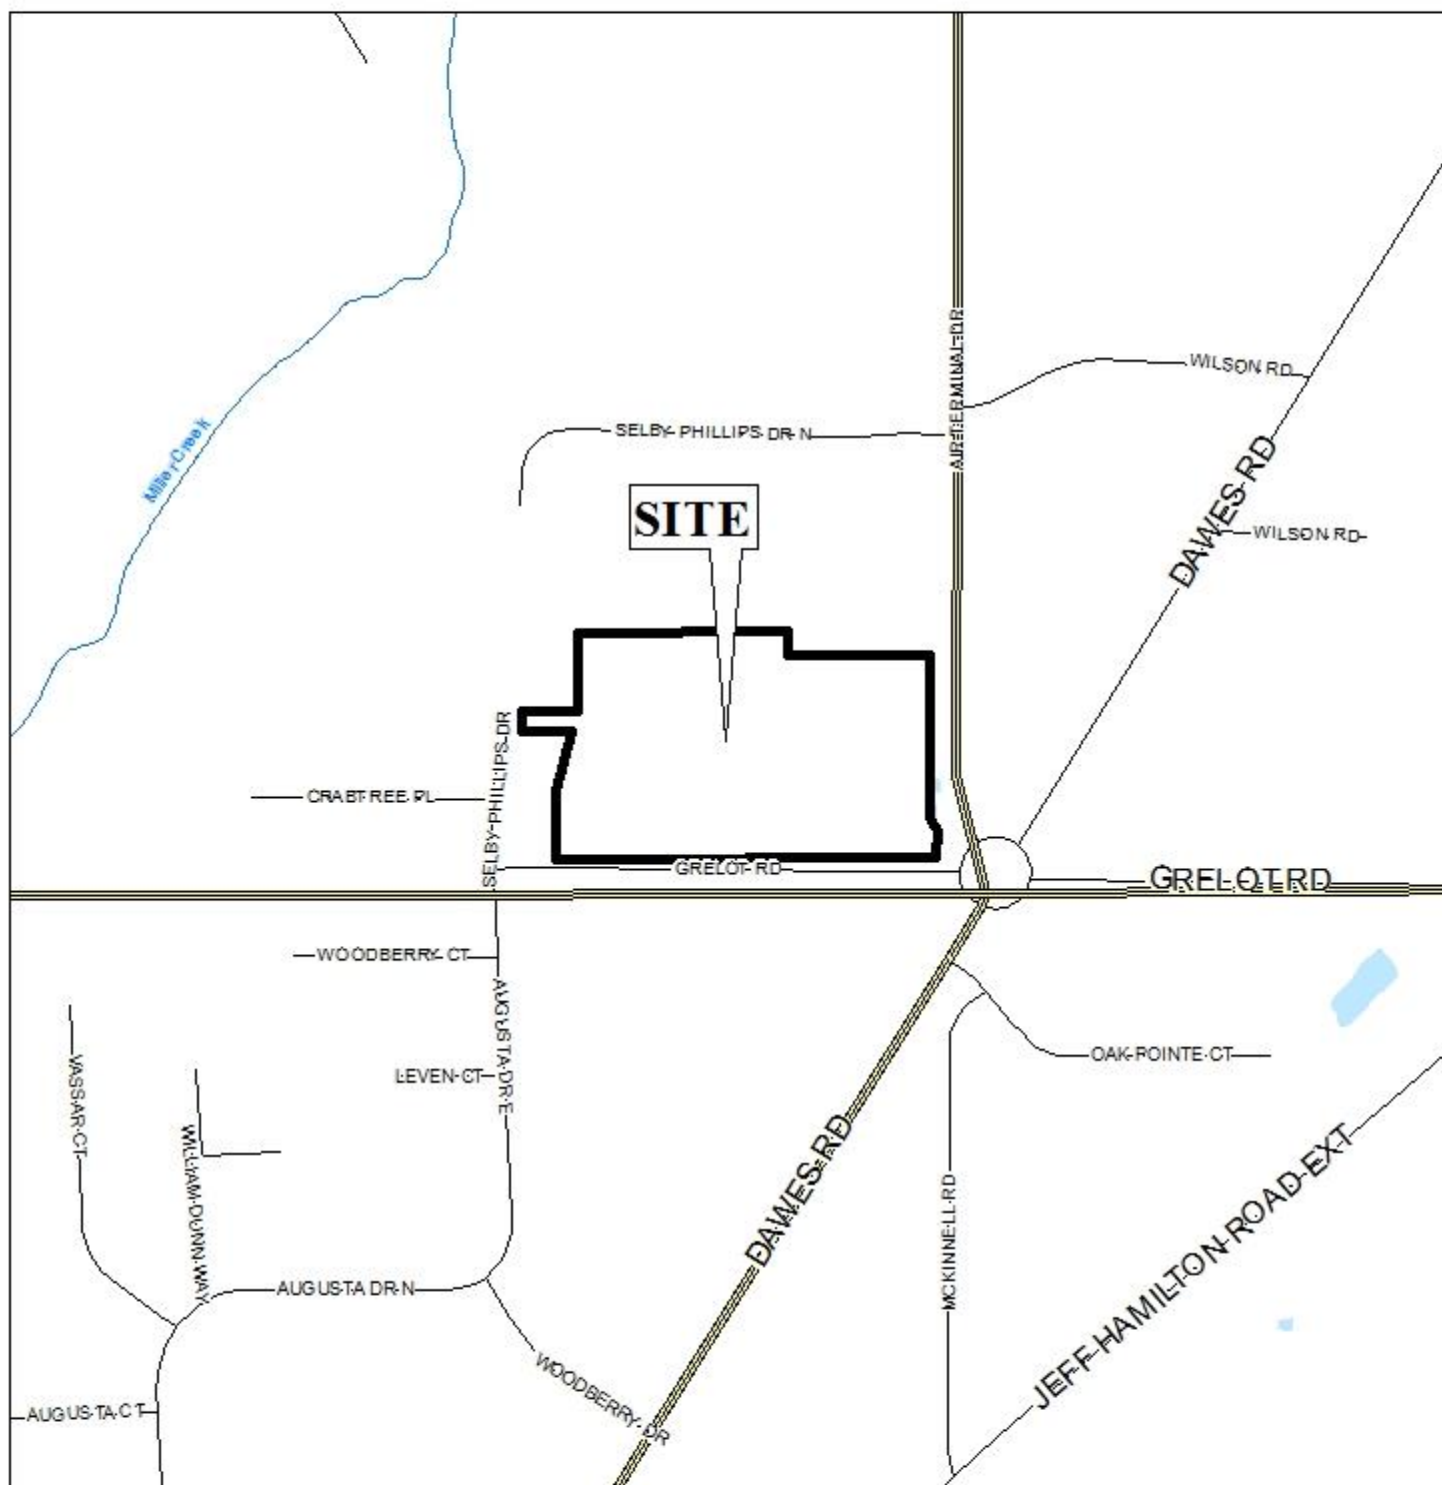 AIRTERMINAL DR
WILSON RD
SELBY PHILLIPS DR N
Miller Creek
DAWES RD
SITE
WILSON RD
SELBY PHILLIPS DR
CRABTREE PL
GRELOT RD
GRELOT RD
WOODBERRY CT
AUGUSTA DR E
VASSAR CT
LEVEN CT
OAK POINTE CT
WILLIAM DUNN WAY
DAWES RD
MCKINNELL RD
JEFF HAMILTON ROAD EXT
AUGUSTA DR N
WOODBERRY DR
AUGUSTA CT